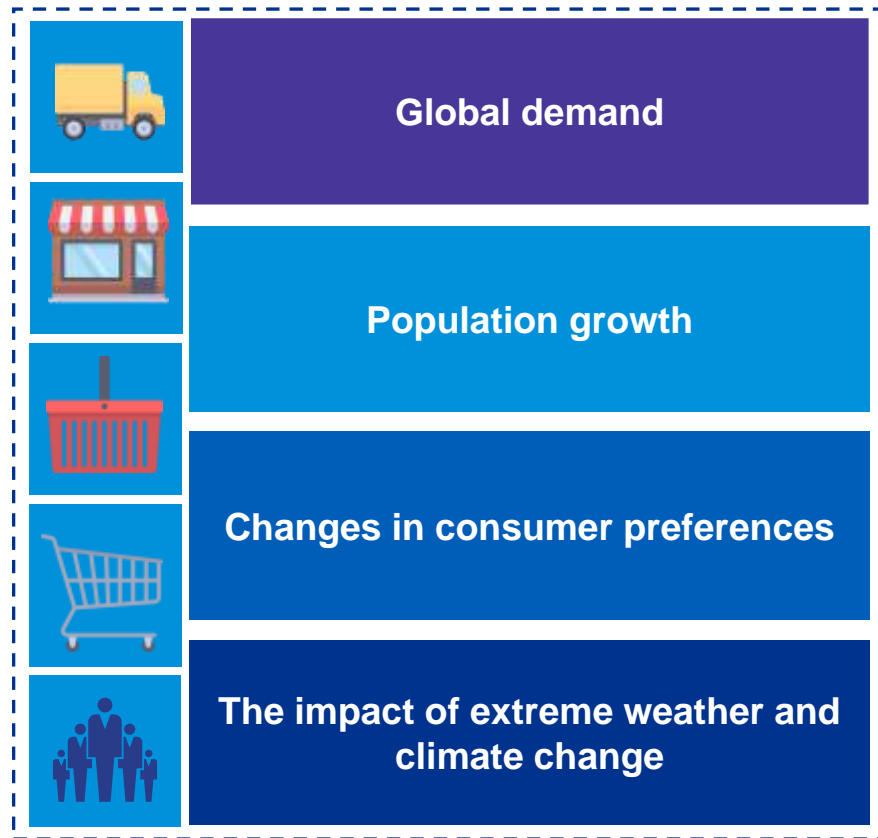 Global demand
Population growth
Changes in consumer preferences
The impact of extreme weather and
climate change